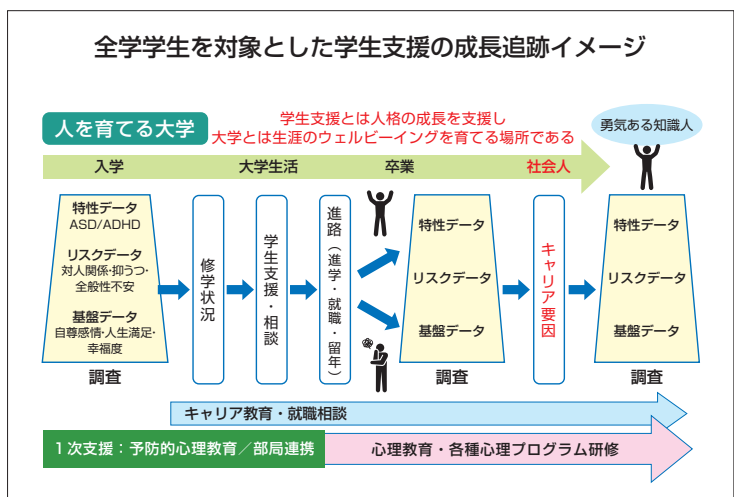 全学学生を対象とした学生支援の成長追跡イメージ
人を育てる大学
学生支援とは人格の成長を支援し
大学とは生涯のウェルビーイングを育てる場所である
勇気ある知識人
入学
大学生活
卒業
社会人
特性データ
ASD/ADHD
リスクデータ
対人関係・抑うつ・
全般性不安
基盤データ
自尊感情・人生満足・
幸福度
調査
修学状況
学生支援・相談
進路（進学・就職・留年）
特性データ
リスクデータ
基盤データ
調査
キャリア要因
特性データ
リスクデータ
基盤データ
調査
キャリア教育・就職相談
1次支援：予防的心理教育／部局連携
心理教育・各種心理プログラム研修